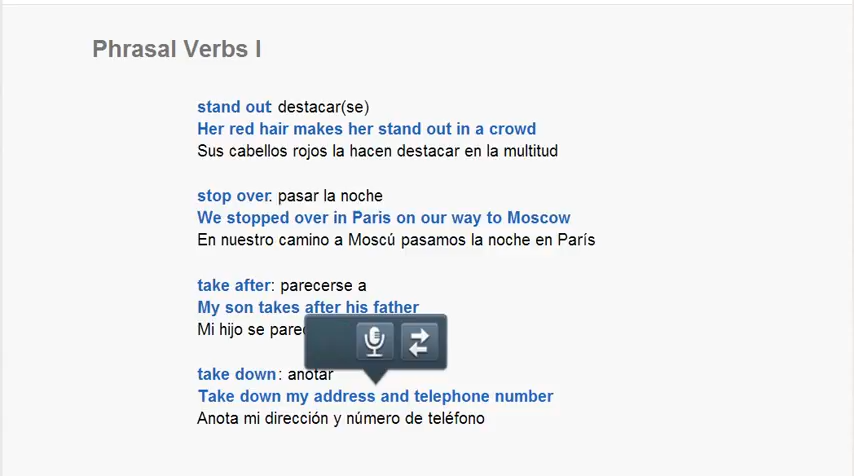 Phrasal Verbs I
stand out: destacar(se)
Her red hair makes her stand out in a crowd
Sus cabellos rojos la hacen destacar en la multitud
stop over: pasar la noche
We stopped over in Paris on our way to Moscow
En nuestro camino a Moscú pasamos la noche en París
take after: parecerse a
My son takes after his father
Mi hijo se
take down: anotar
Take down my address and telephone number
Anota mi dirección y número de teléfono